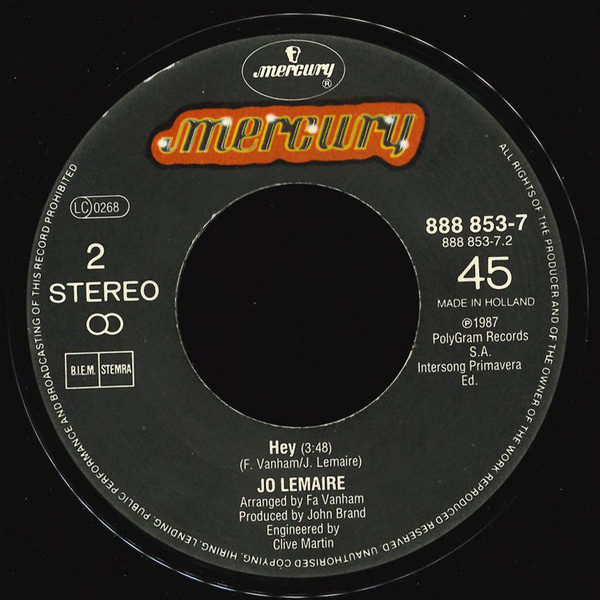 mercury
®
mercury
LC 0268
2
STEREO
B.I.E.M. STEMRA
888 853-7
888 853-7.2
45
MADE IN HOLLAND
℗1987
PolyGram Records
S.A.
Intersong Primavera
Ed.
Hey (3:48)
(F. Vanham/J. Lemaire)
JO LEMAIRE
Arranged by Fa Vanham
Produced by John Brand
Engineered by
Clive Martin
ALL RIGHTS OF THE PRODUCER AND OF THE OWNER OF THE WORK REPRODUCED RESERVED. UNAUTHORISED COPYING, HIRING, LENDING, PUBLIC PERFORMANCE AND BROADCASTING OF THIS RECORD PROHIBITED